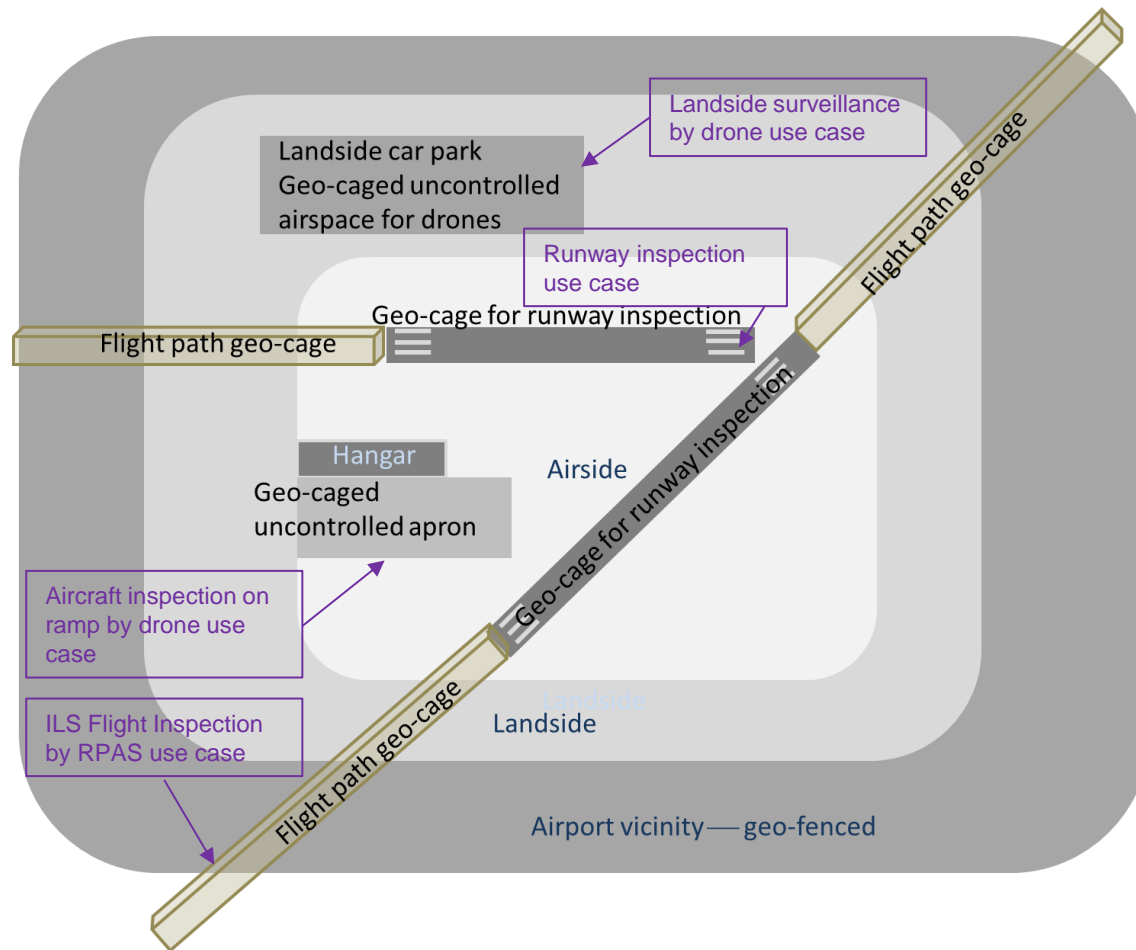 Landside surveillance
by drone use case
Landside car park
Geo-caged uncontrolled
airspace for drones
Flight path geo-cage
Runway inspection
use case
Geo-cage for runway inspection
Flight path geo-cage
Hangar
Airside
Geo-cage for runway inspection
Geo-caged
uncontrolled apron
Aircraft inspection on
ramp by drone use
case
Landside
Landside
ILS Flight Inspection
by RPAS use case
Flight path geo-cage
Airport vicinity — geo-fenced